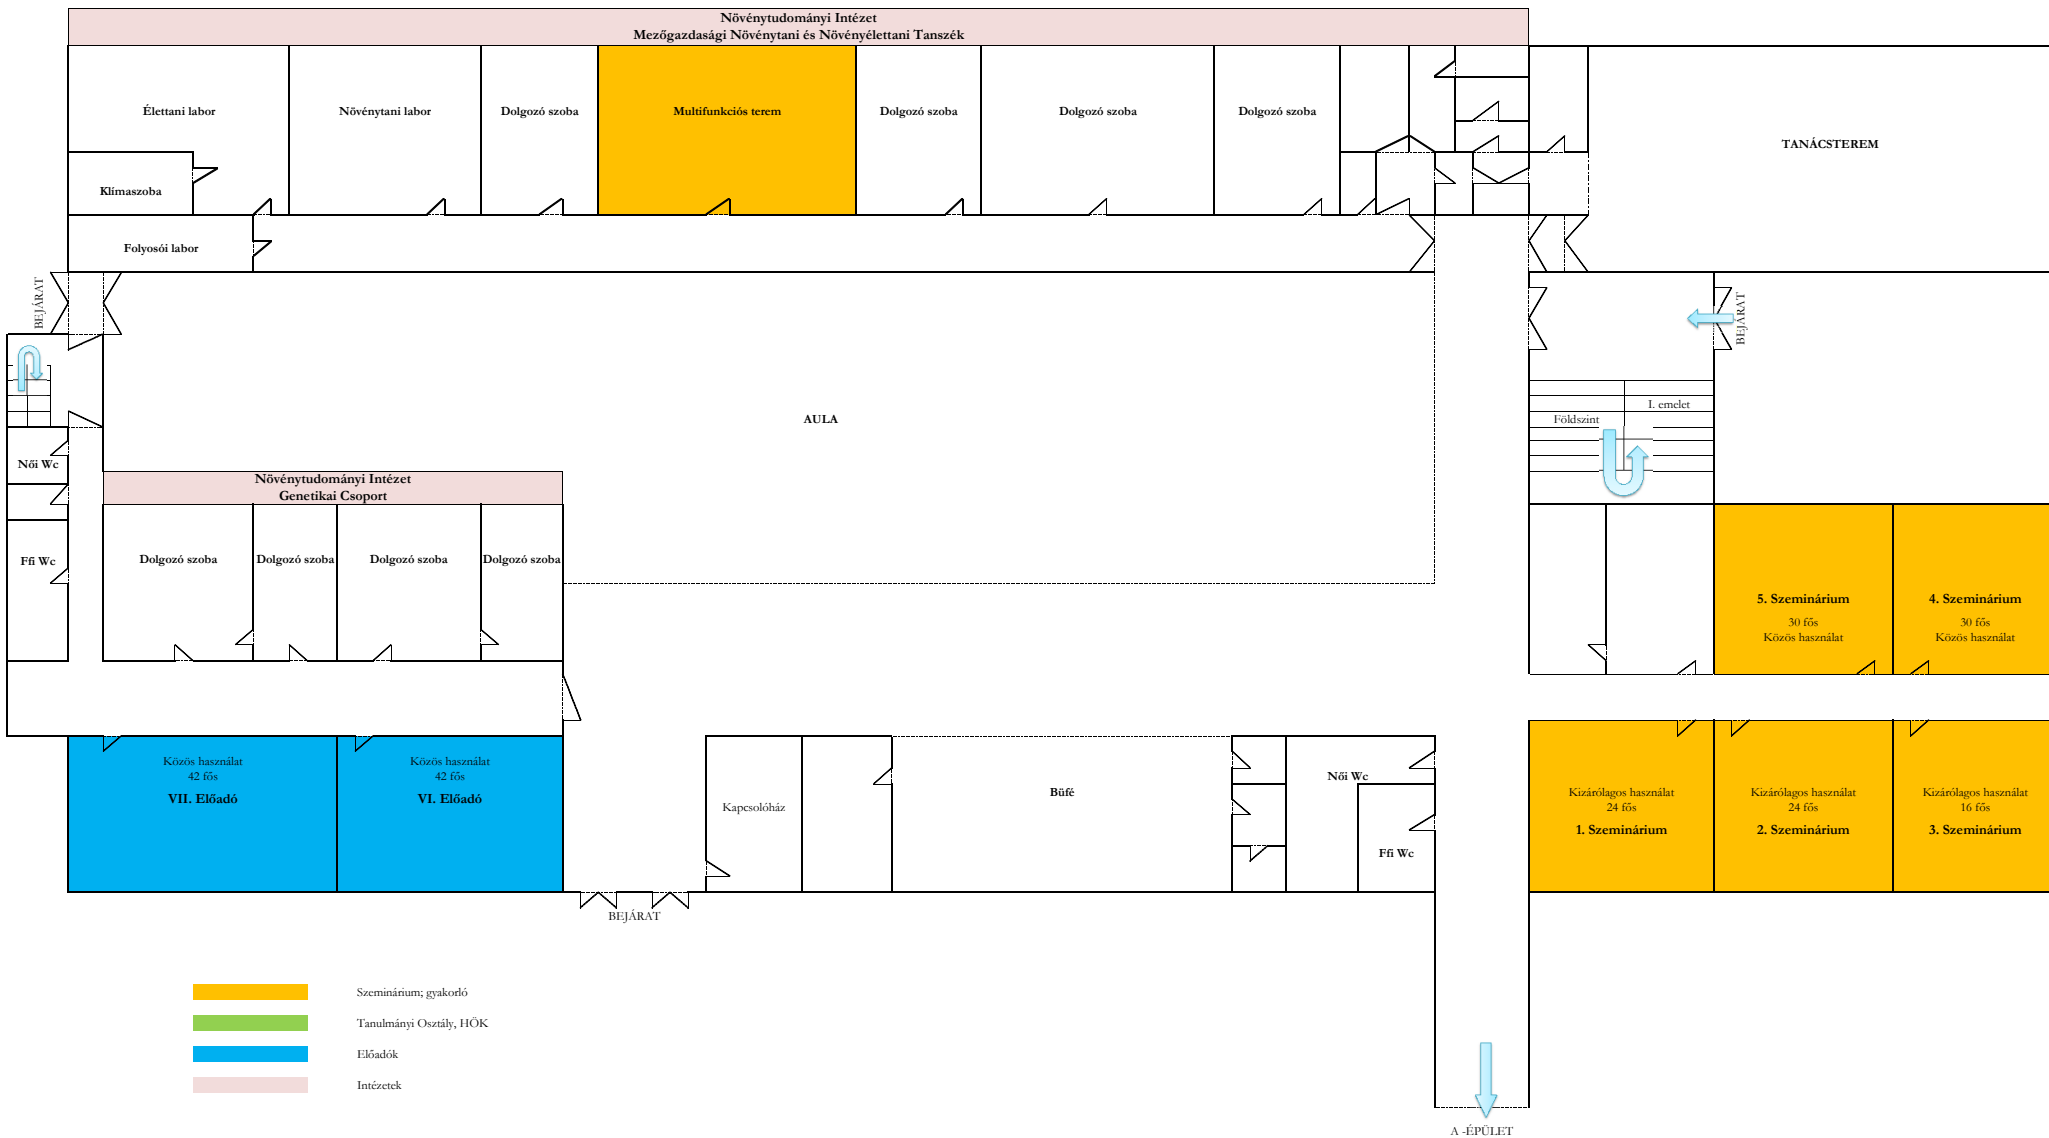 Növénytudományi Intézet
Mezőgazdasági Növénytani és Növényélettani Tanszék
Élettani labor
Növénytani labor
Dolgozó szoba
Multifunkciós terem
Dolgozó szoba
Dolgozó szoba
Dolgozó szoba
TANÁCSTEREM
Klímaszoba
Folyosói labor
BEJÁRAT
BEJÁRAT
AULA
I. emelet
Földszint
Női Wc
Növénytudományi Intézet
Genetikai Csoport
Ffi Wc
Dolgozó szoba
Dolgozó szoba
Dolgozó szoba
Dolgozó szoba
5. Szeminárium
30 fős
Közös használat
4. Szeminárium
30 fős
Közös használat
Közös használat
42 fős
VII. Előadó
Közös használat
42 fős
VI. Előadó
Kapcsolóház
Büfé
Női Wc
Ffi Wc
Kizárólagos használat
24 fős
1. Szeminárium
Kizárólagos használat
24 fős
2. Szeminárium
Kizárólagos használat
16 fős
3. Szeminárium
BEJÁRAT
Szeminárium; gyakorló
Tanulmányi Osztály, HÖK
Előadók
Intézetek
A -ÉPÜLET